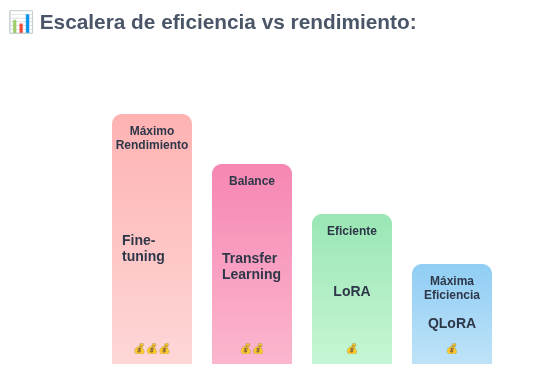 📊 Escalera de eficiencia vs rendimiento:
Máximo
Rendimiento
Fine-
tuning
💰💰💰
Balance
Transfer
Learning
💰💰
Eficiente
LoRA
💰
Máxima
Eficiencia
QLoRA
💰